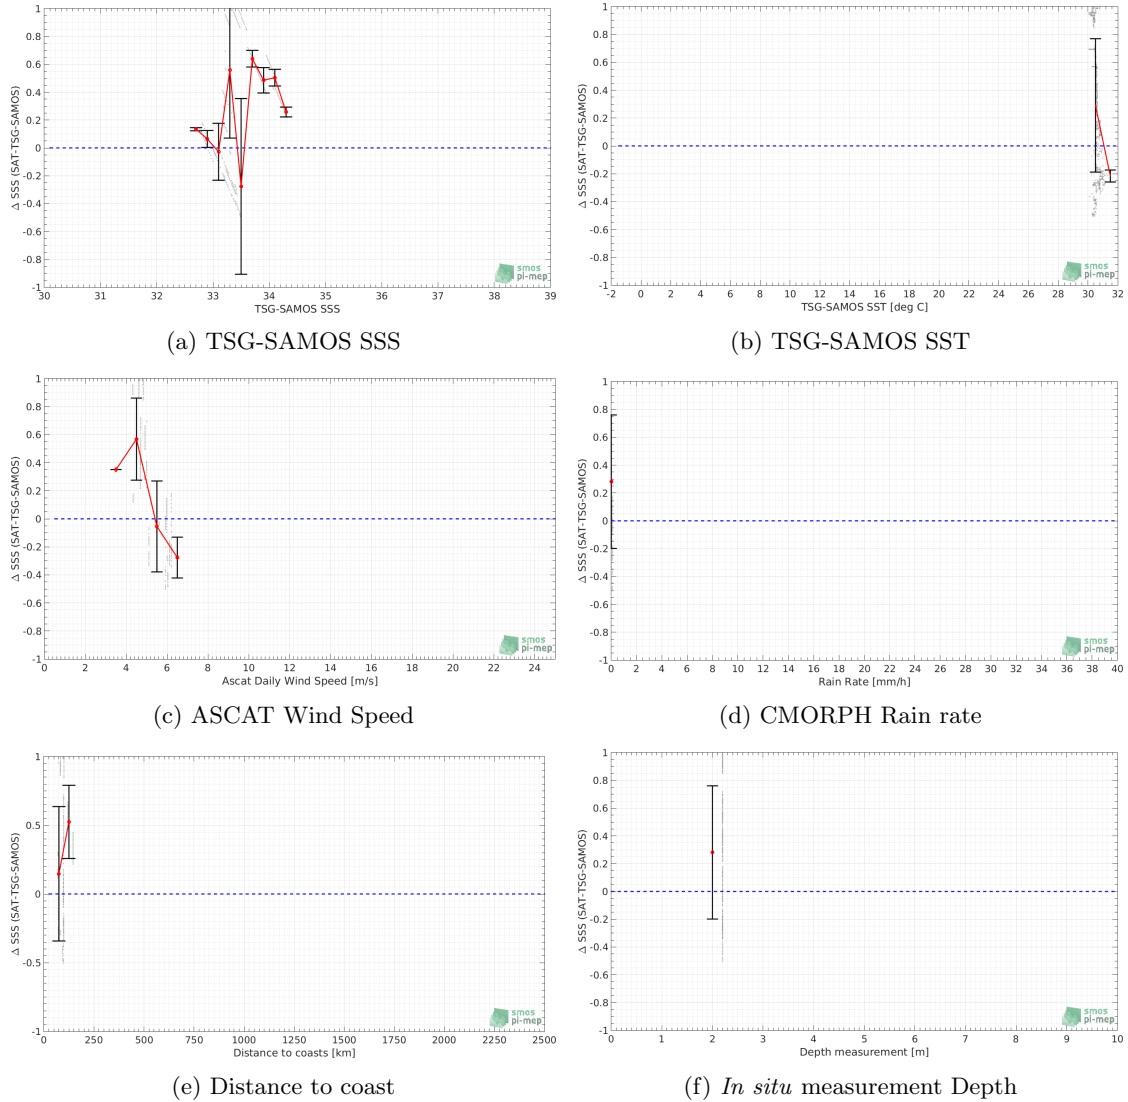 1
0.8
0.6
0.4
0.2
0
-0.2
-0.4
-0.6
-0.8
-1
Δ SSS (SAT-TSG-SAMOS)
30 31 32 33 34 35 36 37 38 39
TSG-SAMOS SSS
smos
pi-mep
(a) TSG-SAMOS SSS
1
0.8
0.6
0.4
0.2
0
-0.2
-0.4
-0.6
-0.8
-1
Δ SSS (SAT-TSG-SAMOS)
-2 0 2 4 6 8 10 12 14 16 18 20 22 24 26 28 30 32
TSG-SAMOS SST [deg C]
smos
pi-mep
(b) TSG-SAMOS SST
1
0.8
0.6
0.4
0.2
0
-0.2
-0.4
-0.6
-0.8
-1
Δ SSS (SAT-TSG-SAMOS)
0 2 4 6 8 10 12 14 16 18 20 22 24
Ascat Daily Wind Speed [m/s]
smos
pi-mep
(c) ASCAT Wind Speed
1
0.8
0.6
0.4
0.2
0
-0.2
-0.4
-0.6
-0.8
-1
Δ SSS (SAT-TSG-SAMOS)
0 2 4 6 8 10 12 14 16 18 20 22 24 26 28 30 32 34 36 38 40
Rain Rate [mm/h]
smos
pi-mep
(d) CMORPH Rain rate
1
0.5
0
-0.5
-1
Δ SSS (SAT-TSG-SAMOS)
0 250 500 750 1000 1250 1500 1750 2000 2250 2500
Distance to coasts [km]
smos
pi-mep
(e) Distance to coast
1
0.8
0.6
0.4
0.2
0
-0.2
-0.4
-0.6
-0.8
-1
Δ SSS (SAT-TSG-SAMOS)
0 1 2 3 4 5 6 7 8 9 10
Depth measurement [m]
smos
pi-mep
(f) In situ measurement Depth